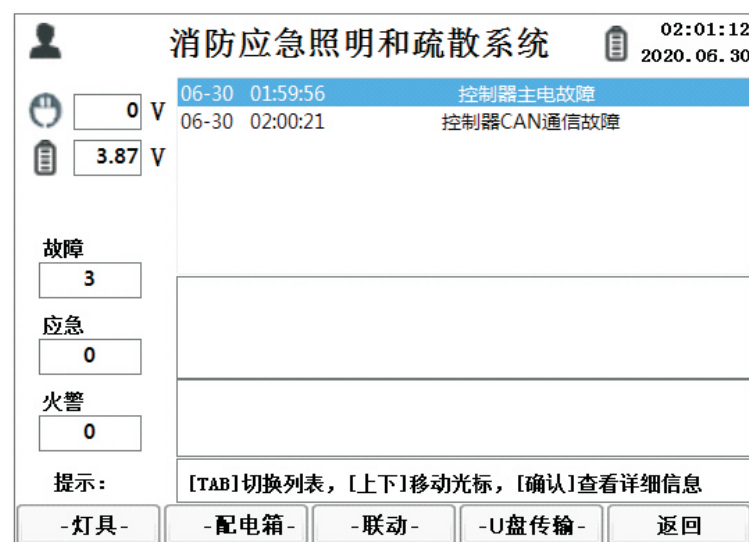 消防应急照明和疏散系统
02:01:12
2020.06.30
0 V
3.87 V
06-30 01:59:56 控制器主电故障
06-30 02:00:21 控制器CAN通信故障
故障
3
应急
0
火警
0
提示: [TAB]切换列表, [上下]移动光标, [确认]查看详细信息
-灯具- -配电箱- -联动- -U盘传输- 返回